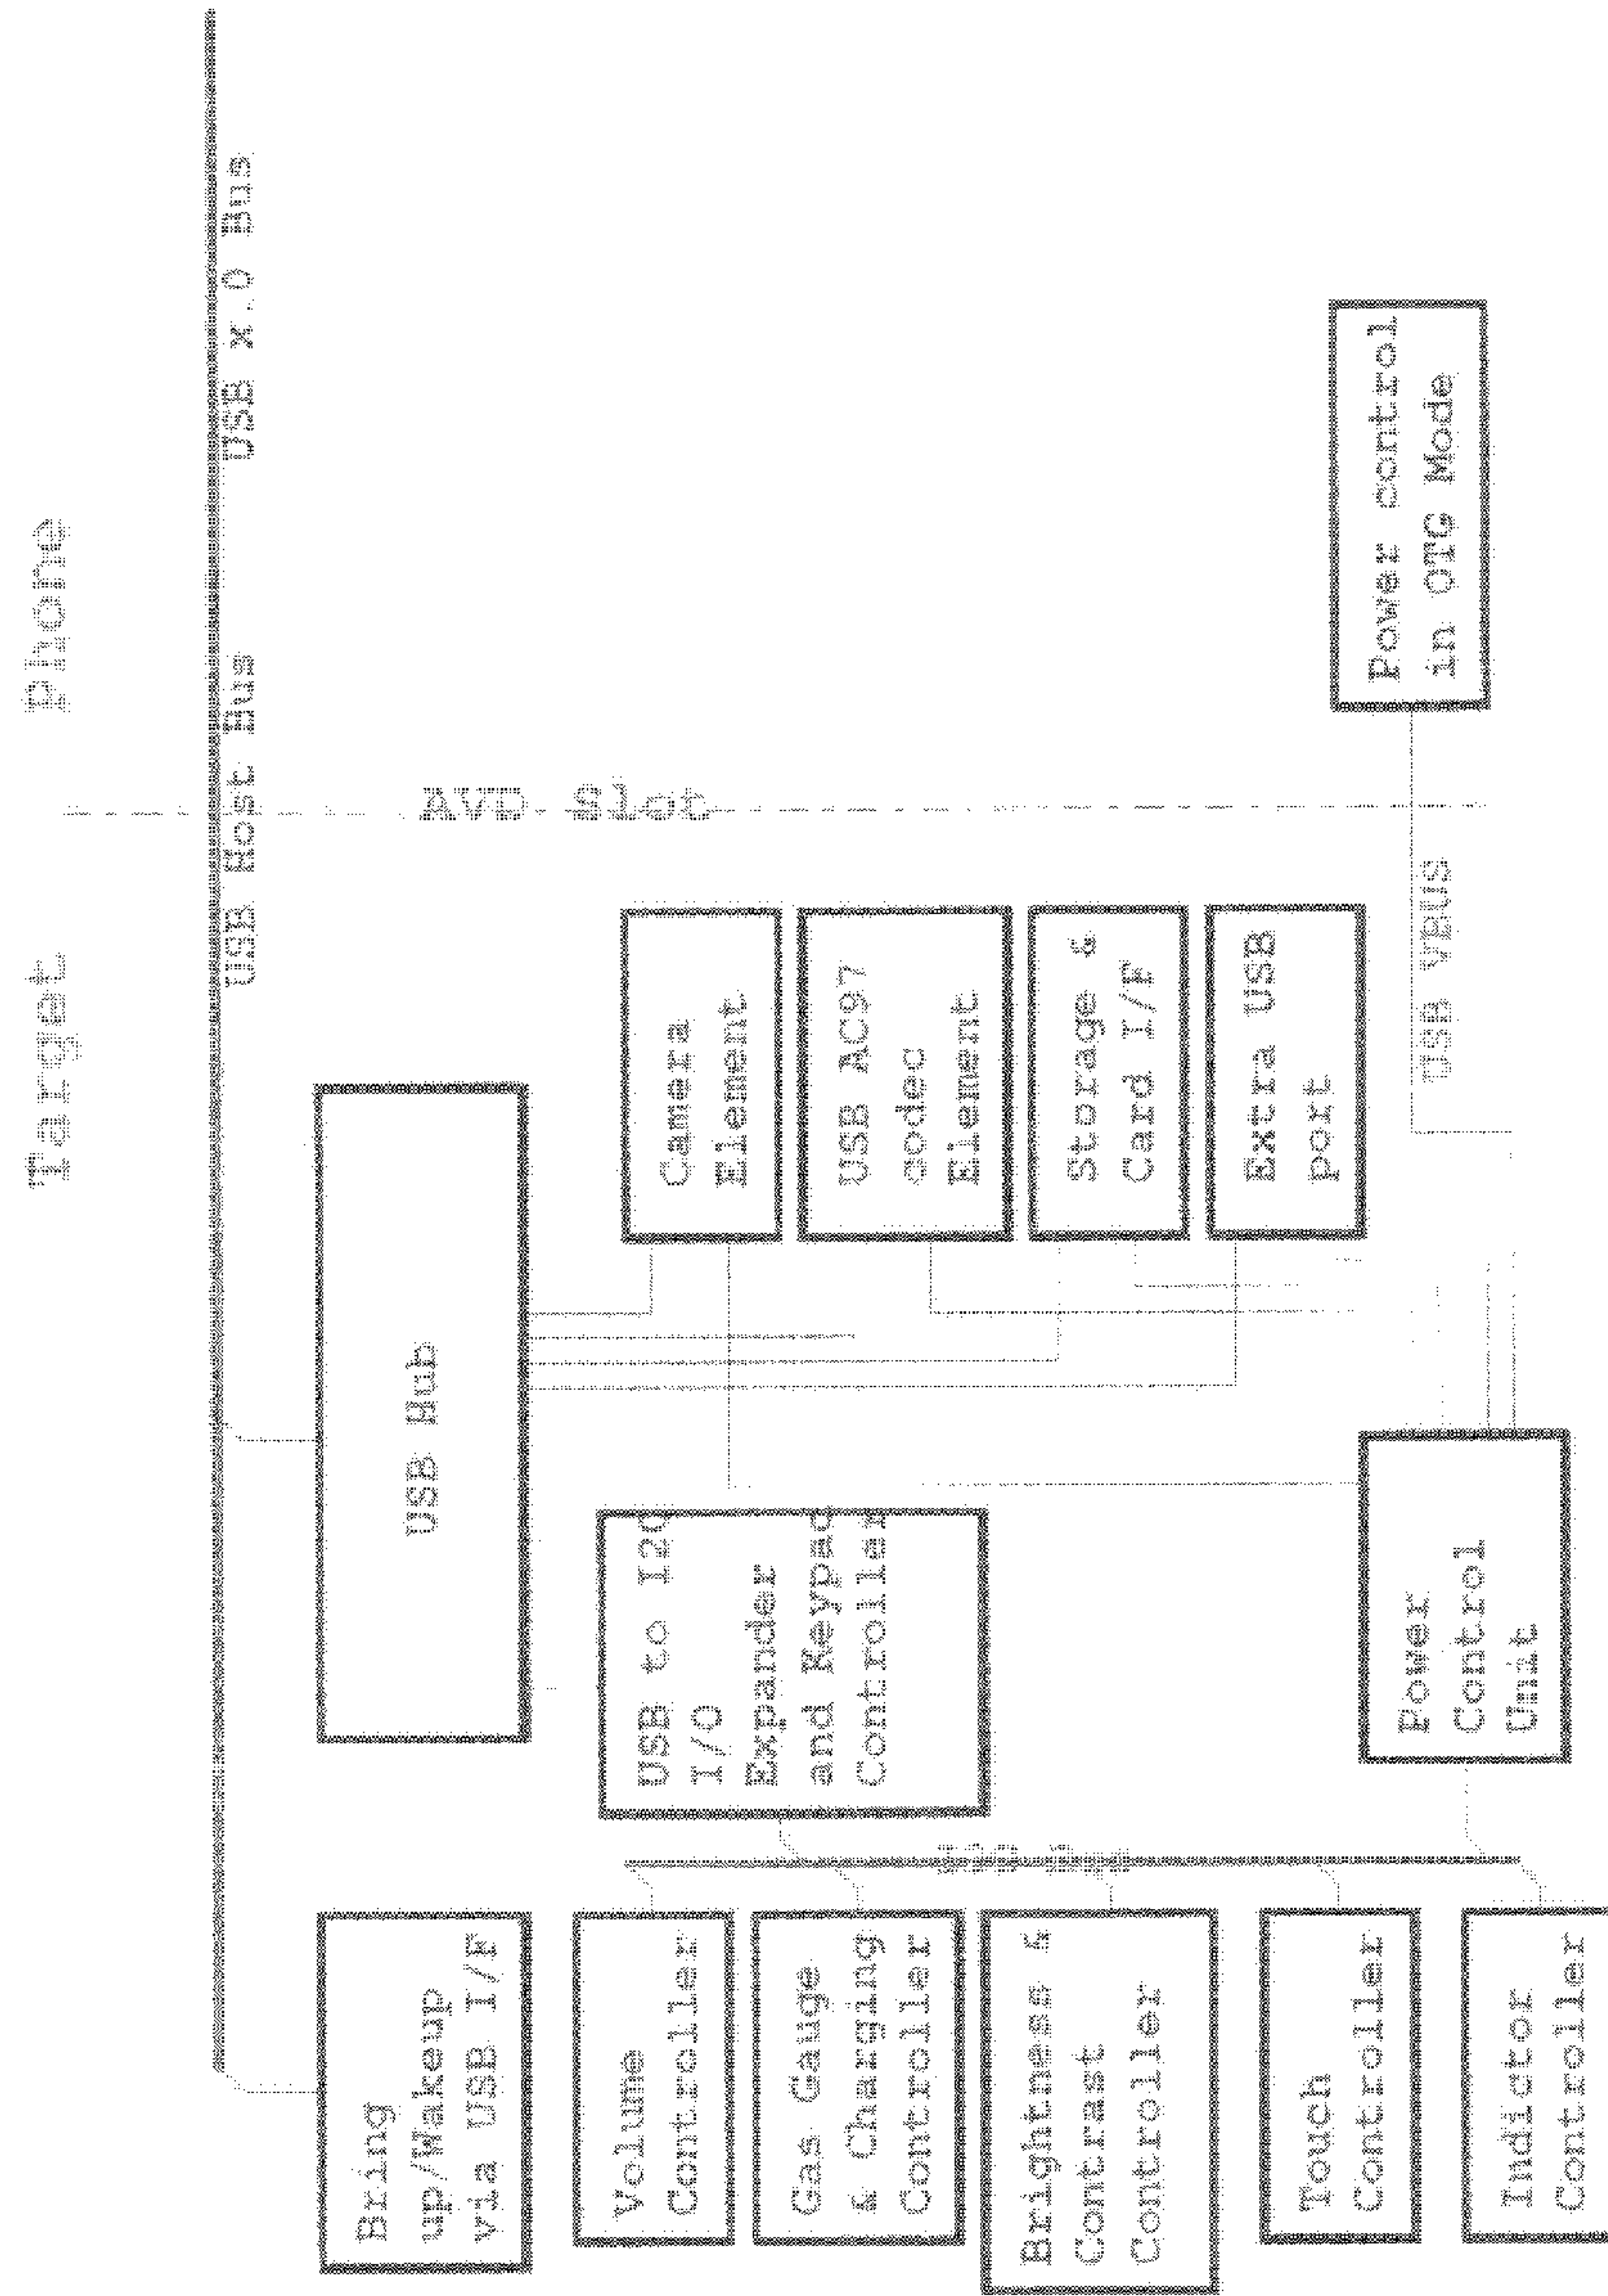 Target
Phone
USB Host Bus
USB x.0 Bus
AVD Slot
Bring
up/Wakeup
via USB I/F
USB Hub
Volume
Controller
Gas Gauge
& Charging
Controller
Brightness &
Contrast
Controller
Touch
Controller
Indictor
Controller
USB to I2C
I/O
Expander
and Keypad
Controller
Camera
Element
USB AC97
codec
Element
Storage &
Card I/F
Extra USB
port
Power
Control
Unit
USB VBUS
Power control
in OTG Mode